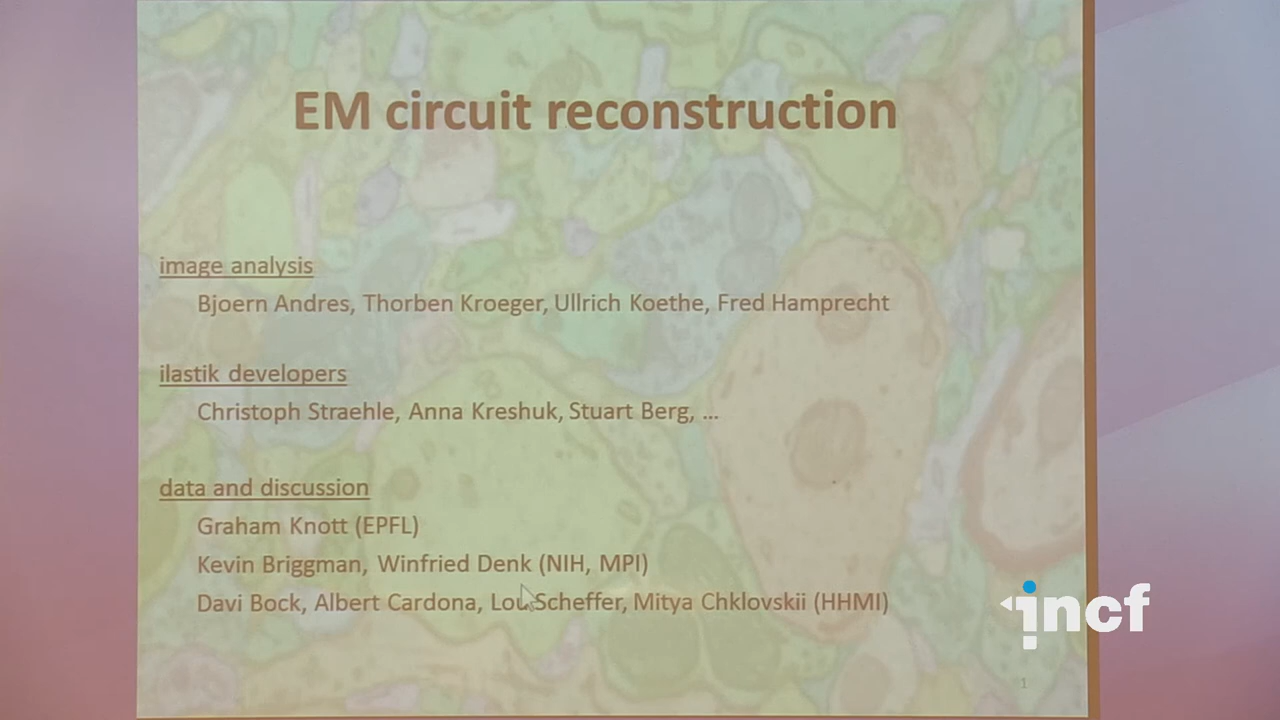 EM circuit reconstruction
image analysis
Bjoern Andres, Thorben Kroeger, Ullrich Koethe, Fred Hamprecht
ilastik developers
Christoph Straehle, Anna Kreshuk, Stuart Berg, ...
data and discussion
Graham Knott (EPFL)
Kevin Briggman, Winfried Denk (NIH, MPI)
Davi Bock, Albert Cardona, Lou Scheffer, Mitya Chklovskii (HHMI)
incf
1